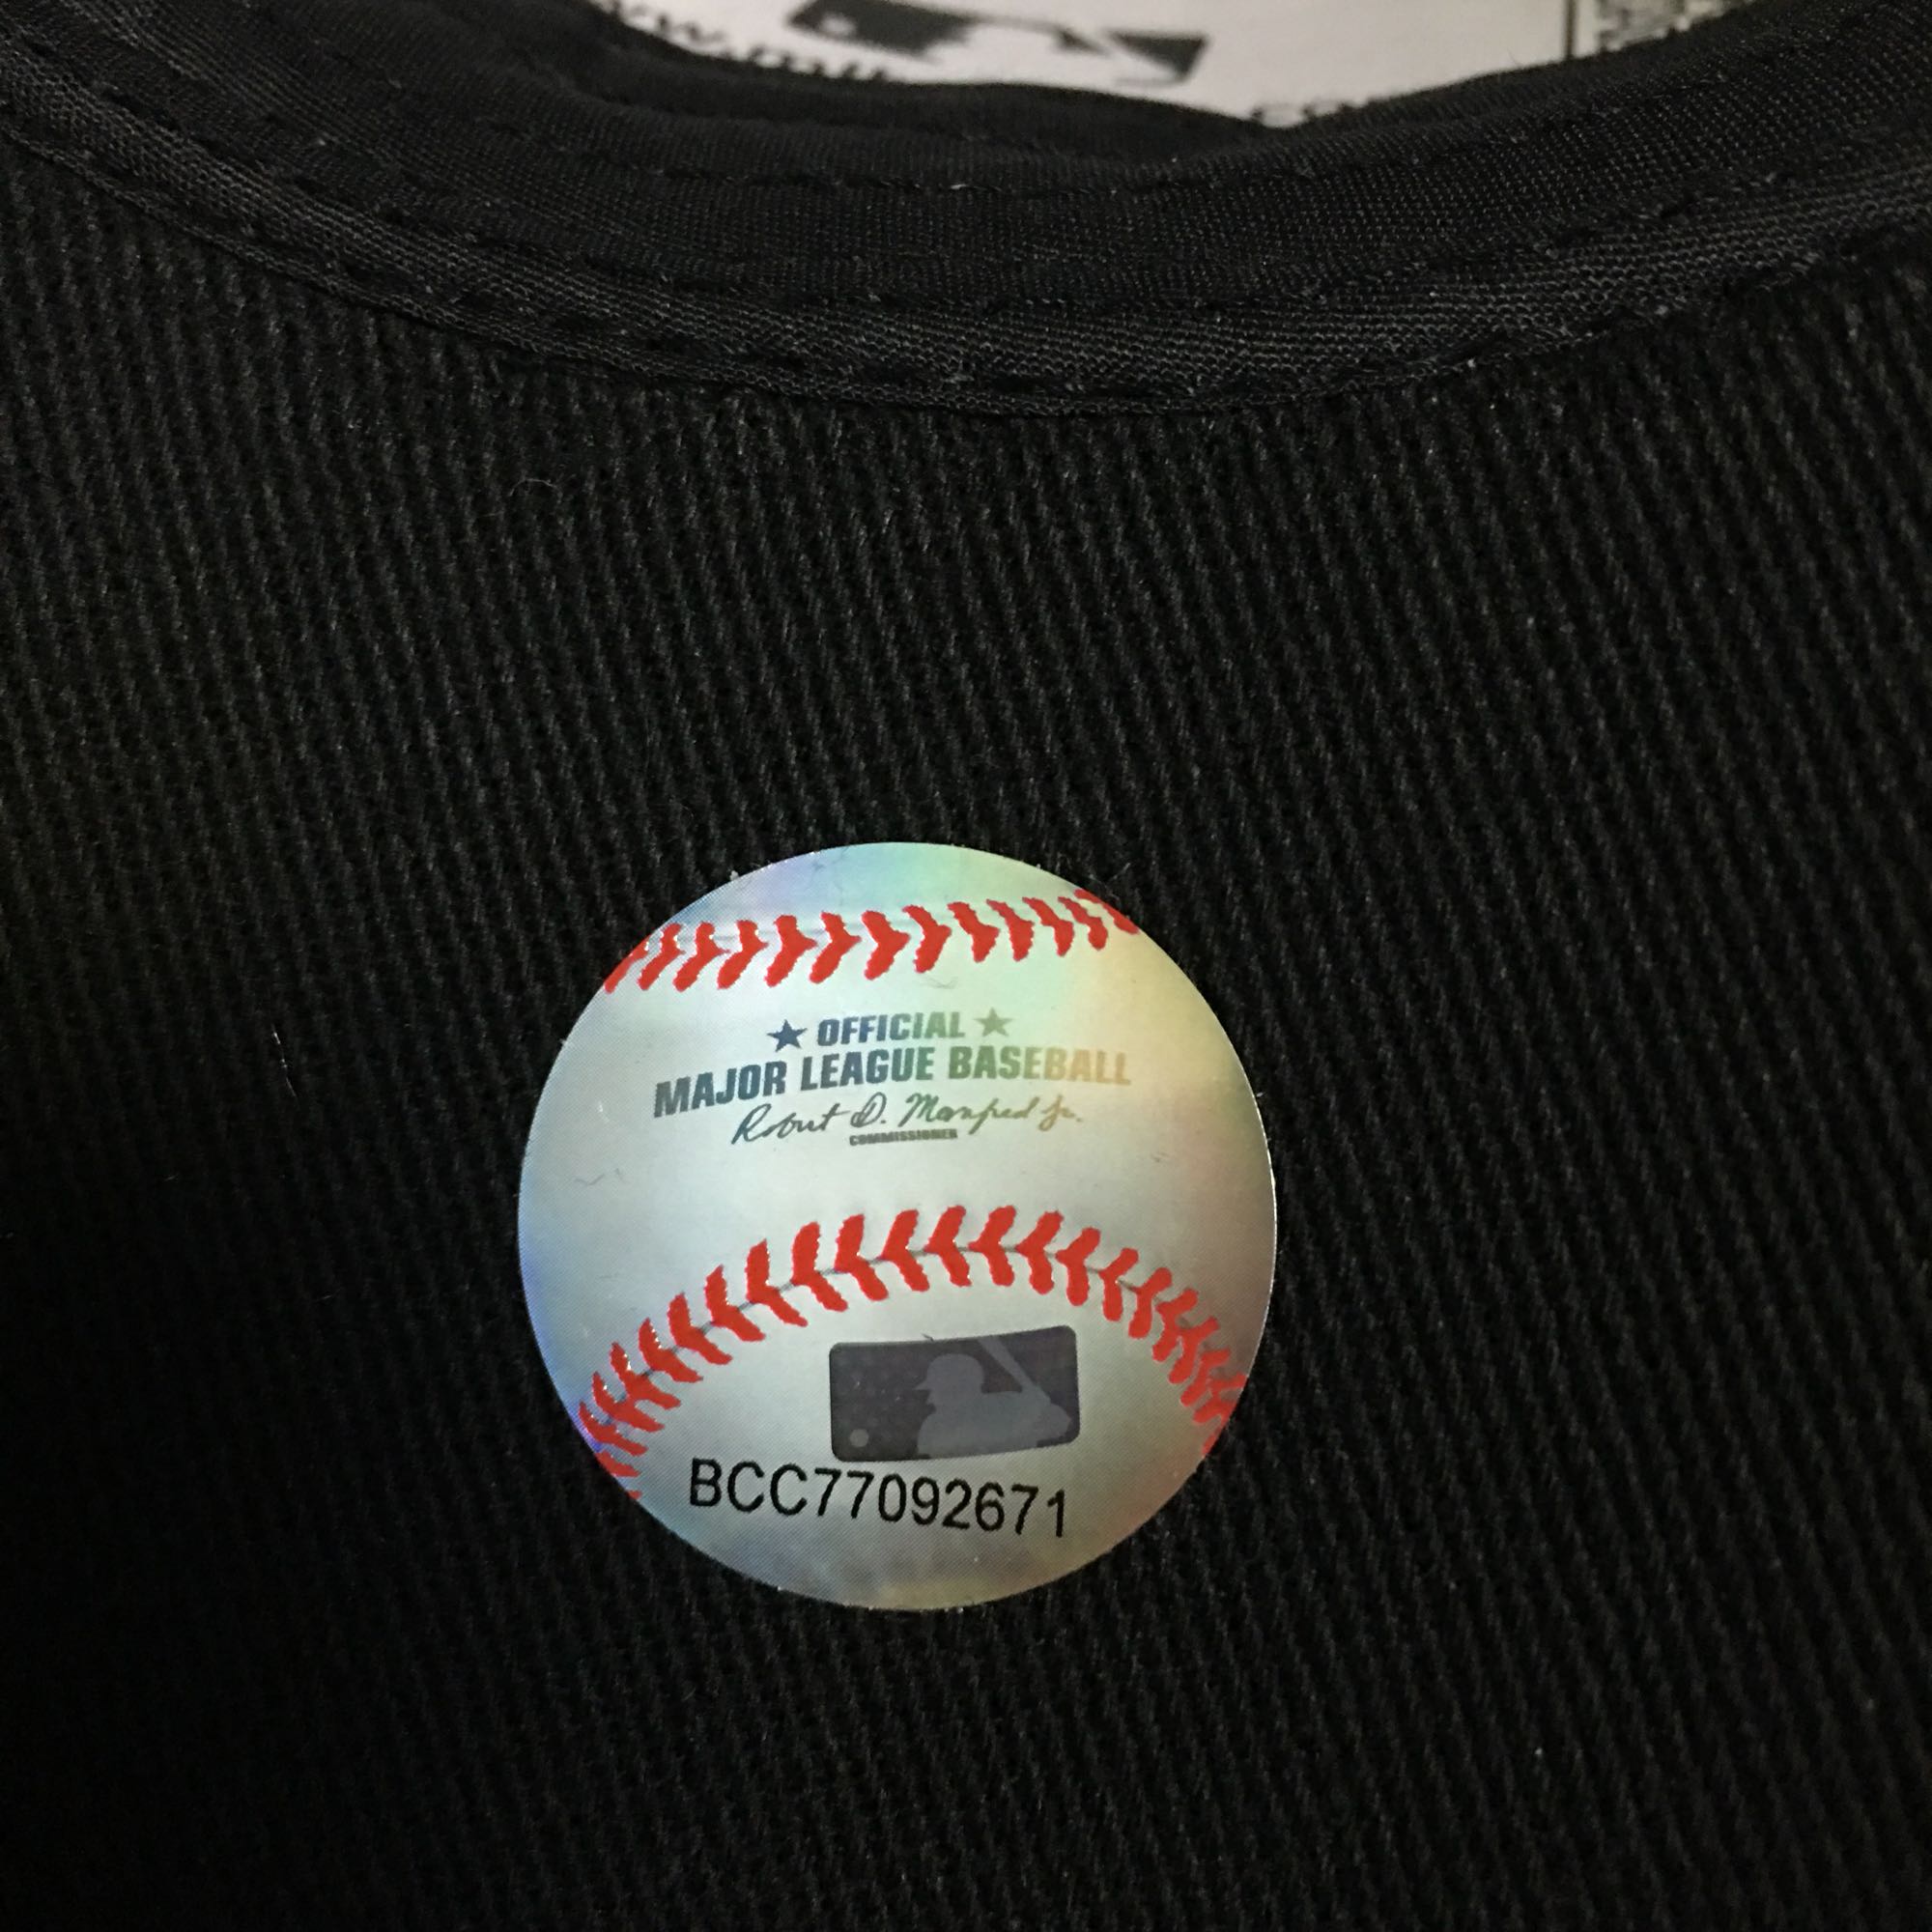 ★ OFFICIAL ★
MAJOR LEAGUE BASEBALL
Robert D. Manfred Jr.
COMMISSIONER
BCC77092671